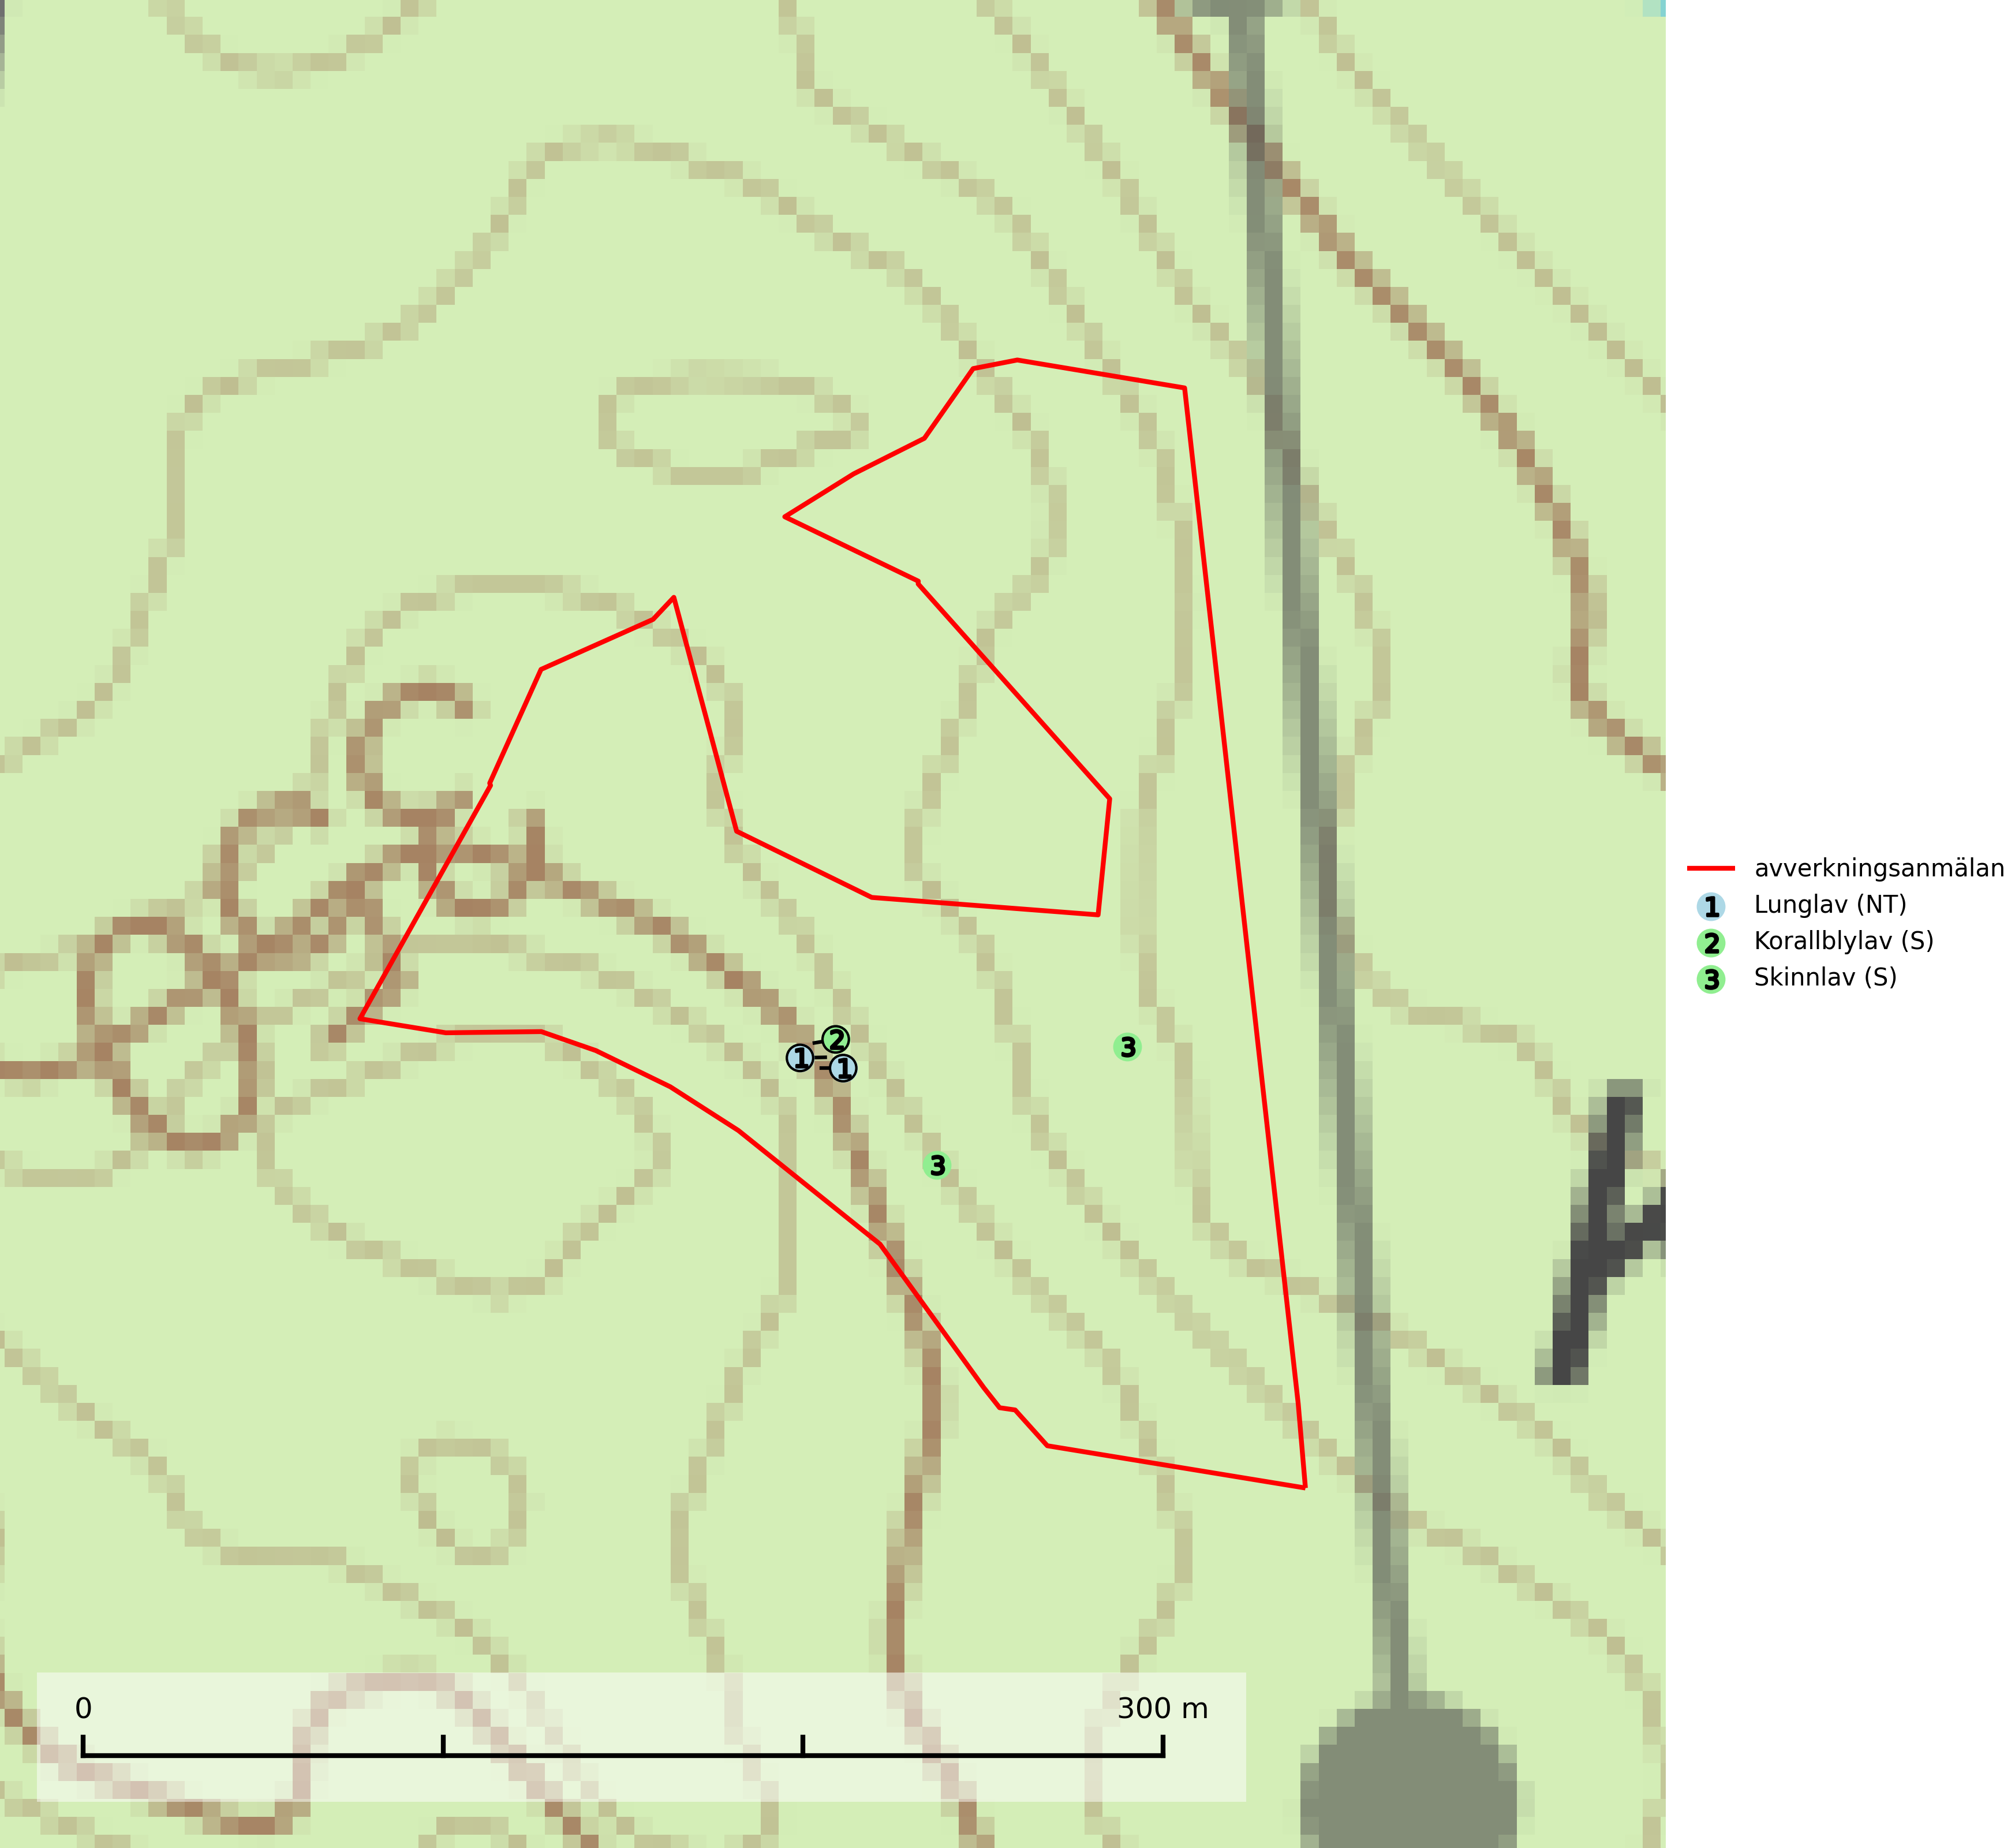 2
1
1
3
3
avverkningsanmälan
1 Lunglav (NT)
2 Korallblylav (S)
3 Skinnlav (S)
0 300 m